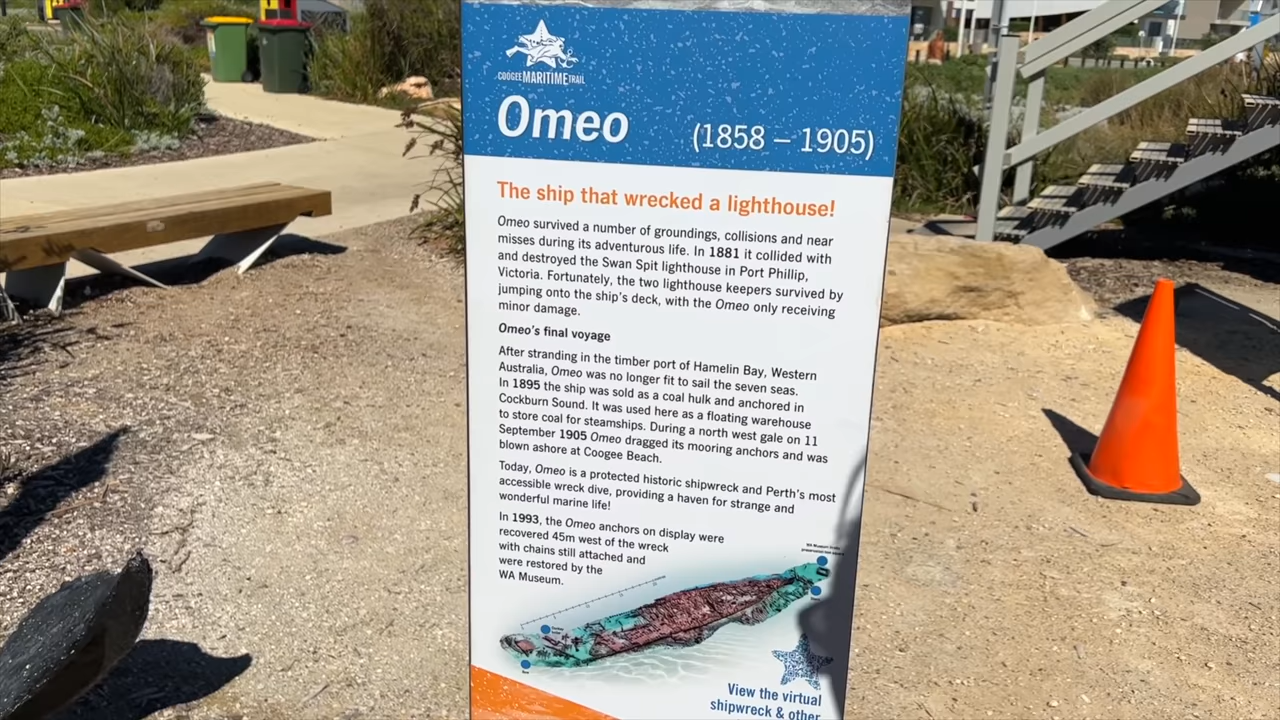 COOGEE MARITIME TRAIL
Omeo (1858 – 1905)
The ship that wrecked a lighthouse!
Omeo survived a number of groundings, collisions and near
misses during its adventurous life. In 1881 it collided with
and destroyed the Swan Spit lighthouse in Port Phillip,
Victoria. Fortunately, the two lighthouse keepers survived by
jumping onto the ship's deck, with the Omeo only receiving
minor damage.
Omeo's final voyage
After stranding in the timber port of Hamelin Bay, Western
Australia, Omeo was no longer fit to sail the seven seas.
In 1895 the ship was sold as a coal hulk and anchored in
Cockburn Sound. It was used here as a floating warehouse
to store coal for steamships. During a north west gale on 11
September 1905 Omeo dragged its mooring anchors and was
blown ashore at Coogee Beach.
Today, Omeo is a protected historic shipwreck and Perth's most
accessible wreck dive, providing a haven for strange and
wonderful marine life!
In 1993, the Omeo anchors on display were
recovered 45m west of the wreck
with chains still attached and
were restored by the
WA Museum.
View the virtual
shipwreck & other